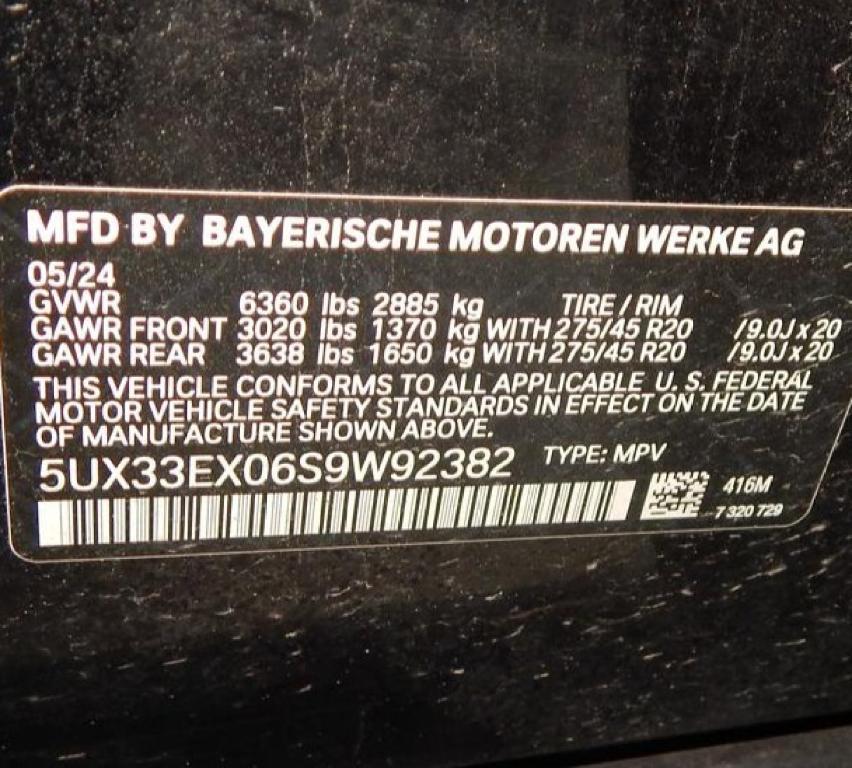 MFD BY BAYERISCHE MOTOREN WERKE AG
05/24
GVWR 6360 lbs 2885 kg TIRE / RIM
GAWR FRONT 3020 lbs 1370 kg WITH 275/45 R20 /9.0J x 20
GAWR REAR 3638 lbs 1650 kg WITH 275/45 R20 /9.0J x 20
THIS VEHICLE CONFORMS TO ALL APPLICABLE U. S. FEDERAL
MOTOR VEHICLE SAFETY STANDARDS IN EFFECT ON THE DATE
OF MANUFACTURE SHOWN ABOVE.
5UX33EX06S9W92382 TYPE: MPV
416M
7 320 729